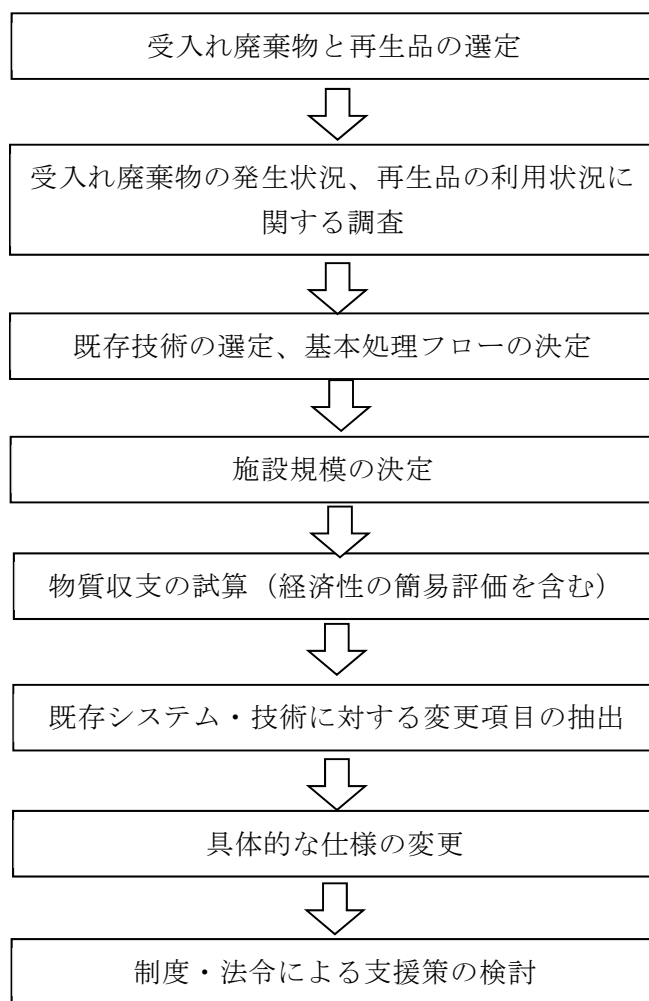 受入れ廃棄物と再生品の選定
受入れ廃棄物の発生状況、再生品の利用状況に
関する調査
既存技術の選定、基本処理フローの決定
施設規模の決定
物質収支の試算（経済性の簡易評価を含む）
既存システム・技術に対する変更項目の抽出
具体的な仕様の変更
制度・法令による支援策の検討